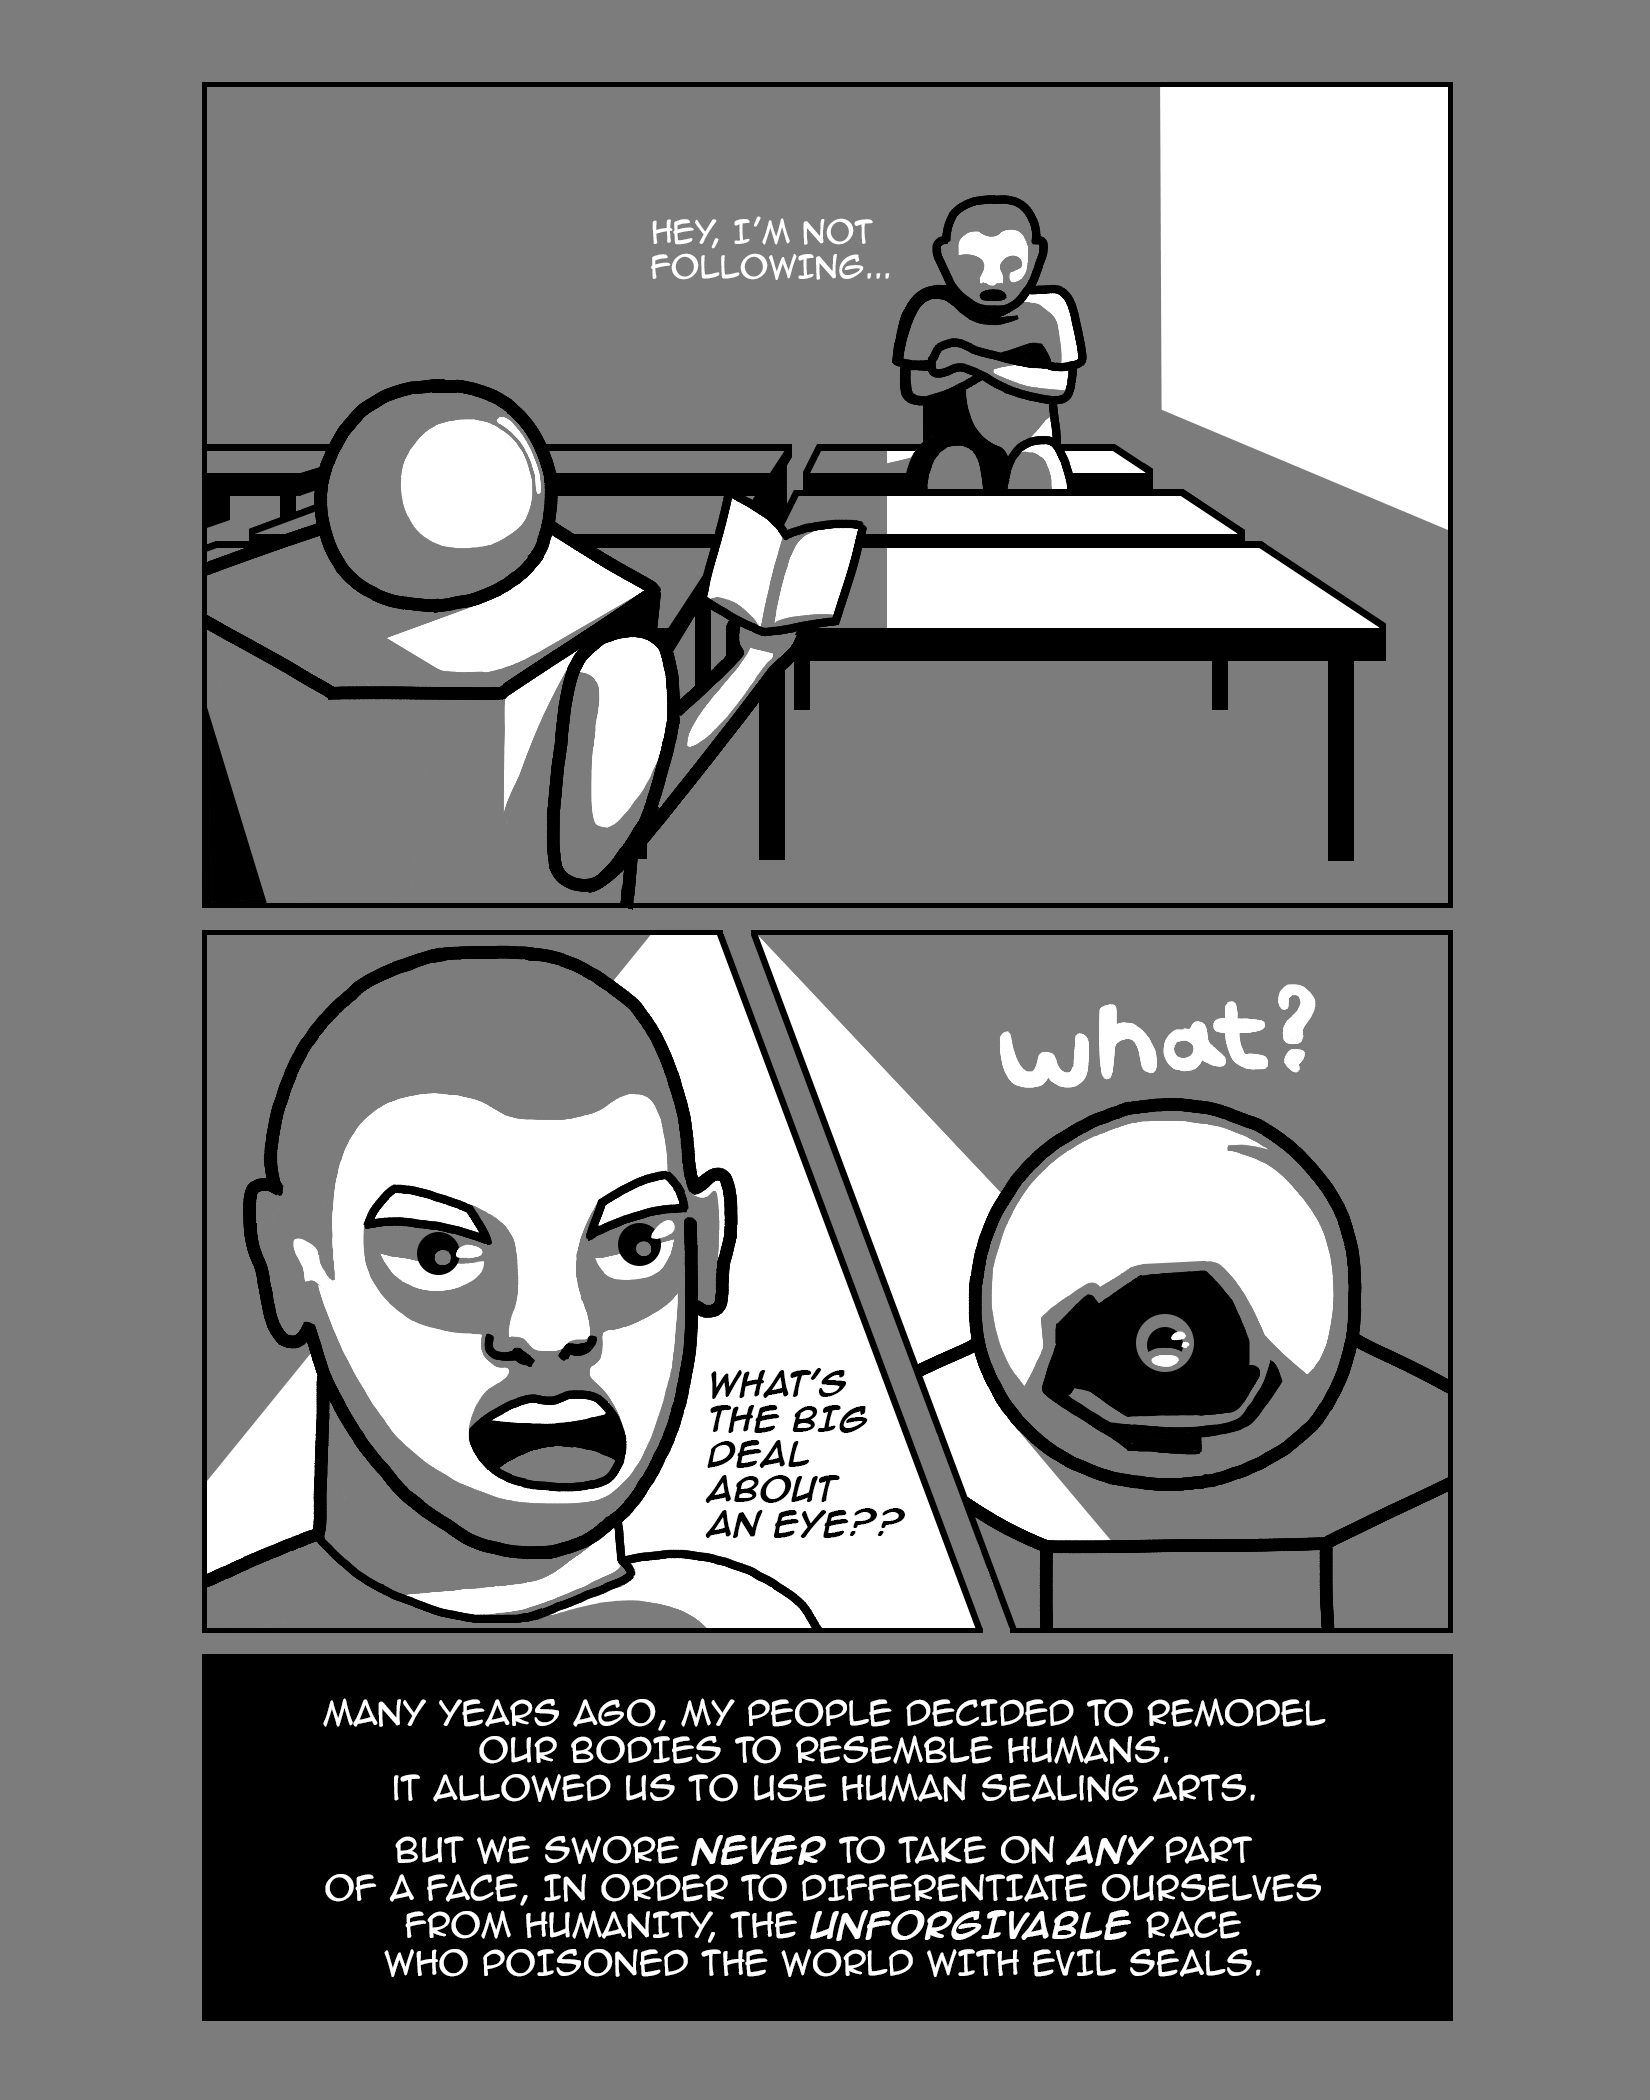 HEY, I'M NOT
FOLLOWING...
WHAT'S
THE BIG
DEAL
ABOUT
AN EYE??
what?
MANY YEARS AGO, MY PEOPLE DECIDED TO REMODEL
OUR BODIES TO RESEMBLE HUMANS.
IT ALLOWED US TO USE HUMAN SEALING ARTS.
BUT WE SWORE NEVER TO TAKE ON ANY PART
OF A FACE, IN ORDER TO DIFFERENTIATE OURSELVES
FROM HUMANITY, THE UNFORGIVABLE RACE
WHO POISONED THE WORLD WITH EVIL SEALS.